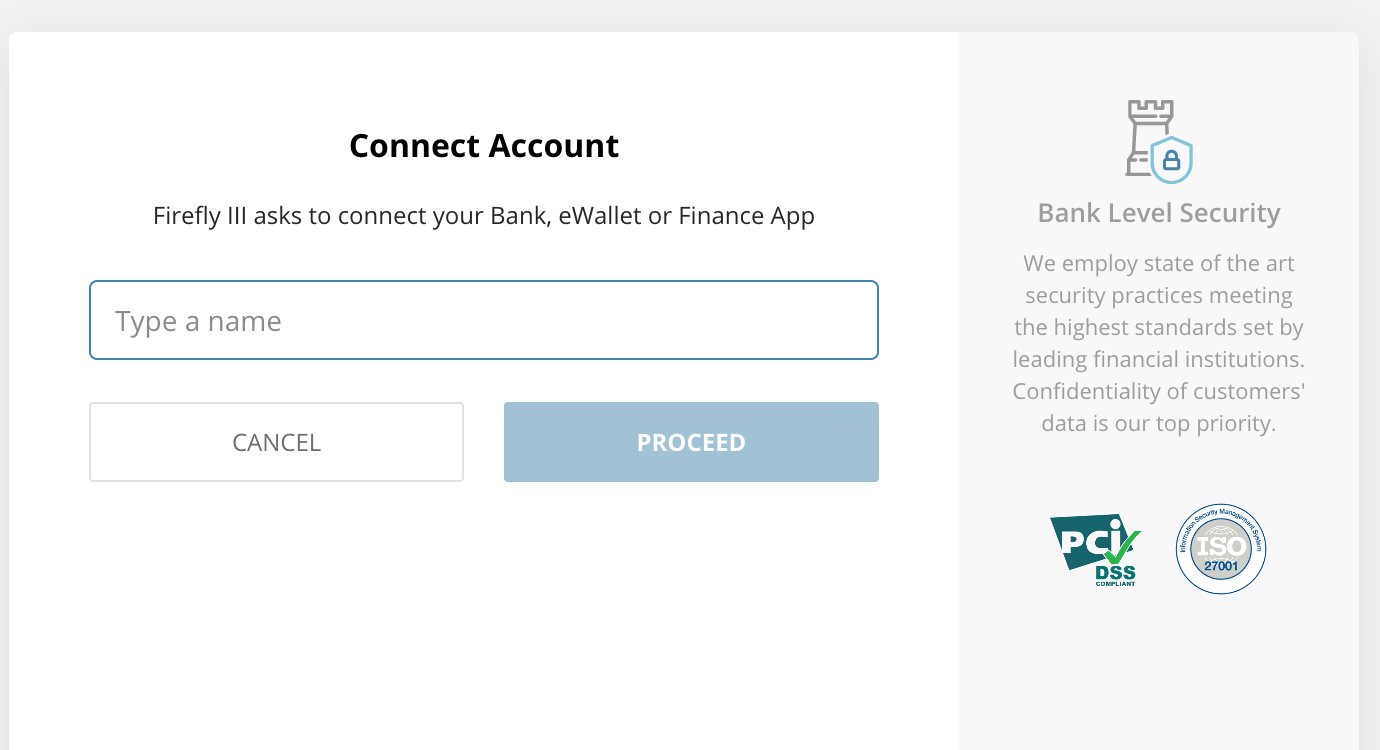 Connect Account
Firefly III asks to connect your Bank, eWallet or Finance App
Type a name
CANCEL
PROCEED
Bank Level Security
We employ state of the art
security practices meeting
the highest standards set by
leading financial institutions.
Confidentiality of customers'
data is our top priority.
PCi
DSS
COMPLIANT
Information Security Management System
ISO
27001